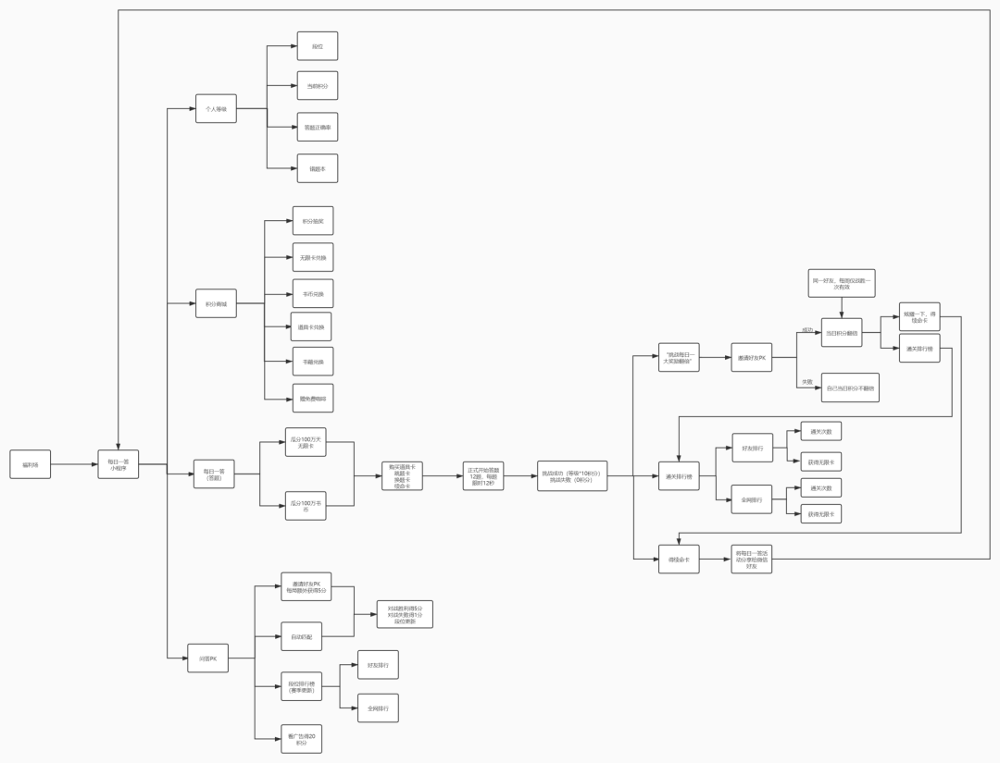 段位
当前积分
个人等级
答题正确率
错题本
积分抽奖
无限卡兑换
书币兑换
积分商城
道具卡兑换
书籍兑换
赠免费咖啡
福利场
每日一答
小程序
每日一答
(答题)
瓜分100万天
无限卡
瓜分100万书
币
购买道具卡
跳题卡
换题卡
续命卡
正式开始答题
12题，每题
限时12秒
挑战成功（等级*10积分）
挑战失败（0积分）
同一好友，每周仅战胜一
次有效
“挑战每日一
大奖励翻倍”
邀请好友PK
成功
当日积分翻倍
炫耀一下，得
续命卡
通关排行榜
失败
自己当日积分不翻倍
通关排行榜
好友排行
通关次数
获得无限卡
全网排行
通关次数
获得无限卡
得续命卡
将每日一答活
动分享给微信
好友
问答PK
邀请好友PK
每局额外获得5分
自动匹配
对战胜利得5分
对战失败得1分
段位更新
段位排行榜
（赛季更新）
好友排行
全网排行
看广告得20
积分